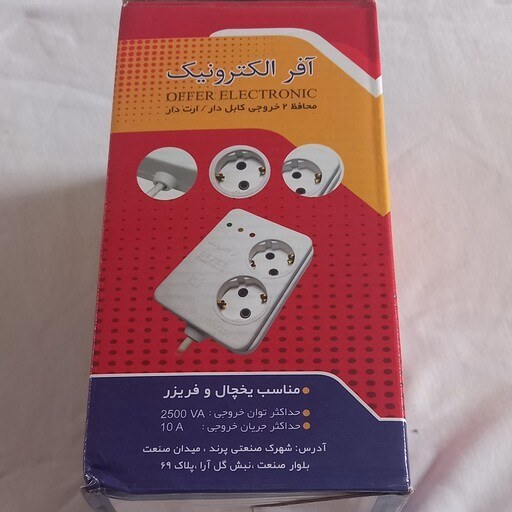 آفر الکترونیک
OFFER ELECTRONIC
محافظ ۲ خروجی کابل دار / ارت دار
مناسب یخچال و فریزر
حداکثر توان خروجی : 2500 VA
حداکثر جریان خروجی : 10 A
آدرس: شهرک صنعتی پرند ، میدان صنعت
بلوار صنعت ، نبش گل آرا ، پلاک ۶۹